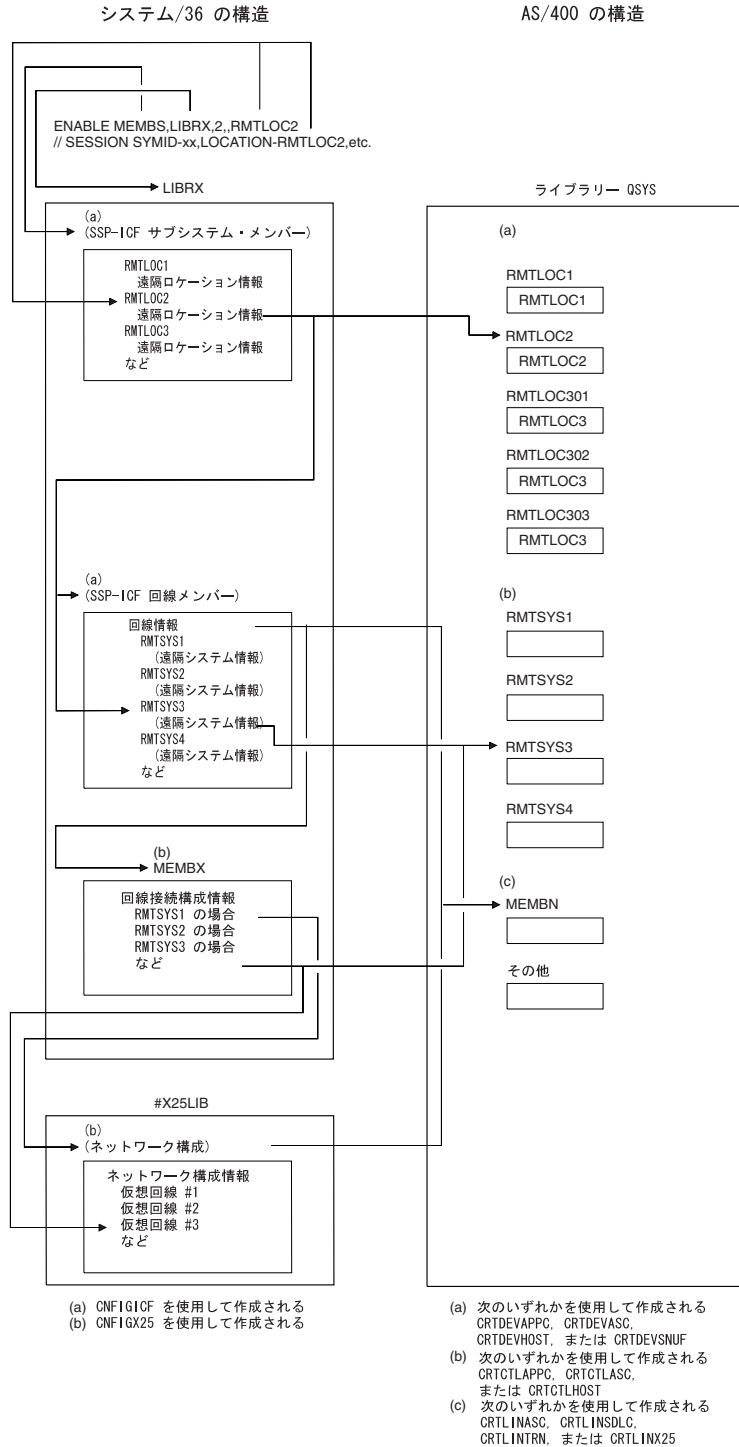 システム/36 の構造
AS/400 の構造
ENABLE MEMBS,LIBRX,2,,RMTLOC2
// SESSION SYMID-xx,LOCATION-RMTLOC2,etc.
LIBRX
(a)
(SSP-ICF サブシステム・メンバー)
RMTLOC1
遠隔ロケーション情報
RMTLOC2
遠隔ロケーション情報
RMTLOC3
遠隔ロケーション情報
など
(a)
(SSP-ICF 回線メンバー)
回線情報
RMTSYS1
(遠隔システム情報)
RMTSYS2
(遠隔システム情報)
RMTSYS3
(遠隔システム情報)
RMTSYS4
(遠隔システム情報)
など
(b)
MEMBX
回線接続構成情報
RMTSYS1 の場合
RMTSYS2 の場合
RMTSYS3 の場合
など
#X25LIB
(b)
(ネットワーク構成)
ネットワーク構成情報
仮想回線 #1
仮想回線 #2
仮想回線 #3
など
(a) CNFIGICF を使用して作成される
(b) CNFIGX25 を使用して作成される
ライブラリー QSYS
(a)
RMTLOC1
RMTLOC1
RMTLOC2
RMTLOC2
RMTLOC301
RMTLOC3
RMTLOC302
RMTLOC3
RMTLOC303
RMTLOC3
(b)
RMTSYS1
RMTSYS2
RMTSYS3
RMTSYS4
(c)
MEMBN
その他
(a) 次のいずれかを使用して作成される
CRTDEVAPPC, CRTDEVASC,
CRTDEVHOST, または CRTDEVSNUF
(b) 次のいずれかを使用して作成される
CRTCTLAPPC, CRTCTLASC,
または CRTCTLHOST
(c) 次のいずれかを使用して作成される
CRTLINASC, CRTLINSDLC,
CRTLINTRN, または CRTLINX25